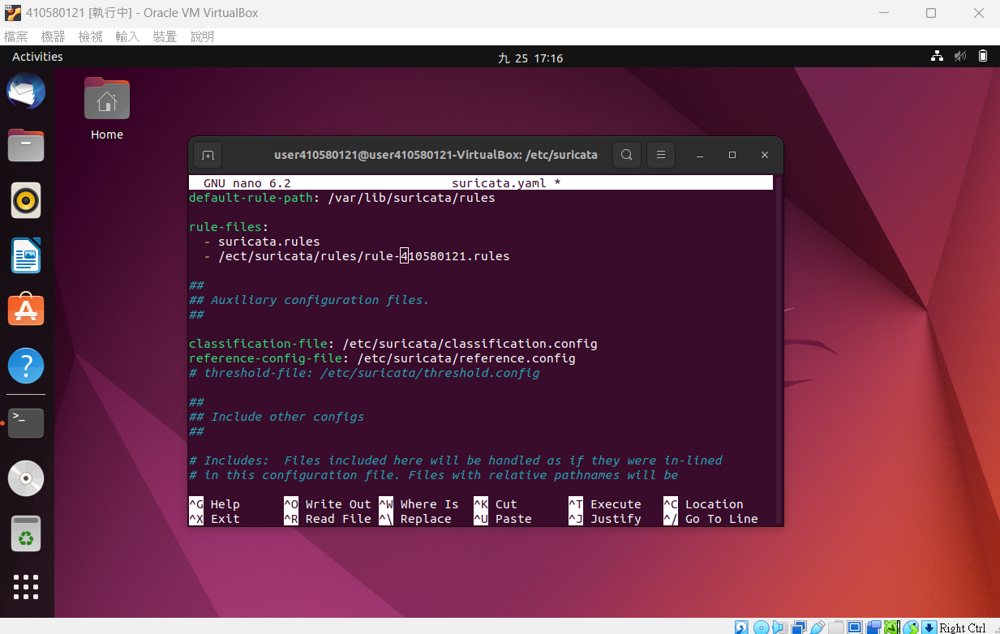 410580121 [執行中] - Oracle VM VirtualBox
檔案 機器 檢視 輸入 裝置 說明
Activities
九 25 17:16
Home
user410580121@user410580121-VirtualBox: /etc/suricata
GNU nano 6.2 suricata.yaml *
default-rule-path: /var/lib/suricata/rules
rule-files:
- suricata.rules
- /ect/suricata/rules/rule-410580121.rules
##
## Auxiliary configuration files.
##
classification-file: /etc/suricata/classification.config
reference-config-file: /etc/suricata/reference.config
# threshold-file: /etc/suricata/threshold.config
##
## Include other configs
##
# Includes:  Files included here will be handled as if they were in-lined
# in this configuration file. Files with relative pathnames will be
^G Help ^O Write Out ^W Where Is ^K Cut ^T Execute ^C Location
^X Exit ^R Read File ^\ Replace ^U Paste ^J Justify ^/ Go To Line
Right Ctrl